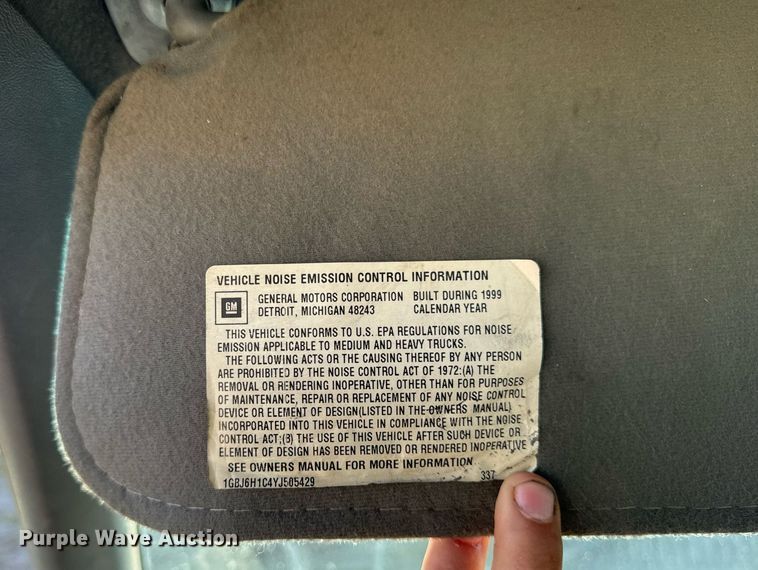 VEHICLE NOISE EMISSION CONTROL INFORMATION
GM
GENERAL MOTORS CORPORATION BUILT DURING 1999
DETROIT, MICHIGAN 48243 CALENDAR YEAR
THIS VEHICLE CONFORMS TO U.S. EPA REGULATIONS FOR NOISE
EMISSION APPLICABLE TO MEDIUM AND HEAVY TRUCKS.
THE FOLLOWING ACTS OR THE CAUSING THEREOF BY ANY PERSON
ARE PROHIBITED BY THE NOISE CONTROL ACT OF 1972:(A) THE
REMOVAL OR RENDERING INOPERATIVE, OTHER THAN FOR PURPOSES
OF MAINTENANCE, REPAIR OR REPLACEMENT OF ANY NOISE CONTROL
DEVICE OR ELEMENT OF DESIGN(LISTED IN THE OWNERS MANUAL)
INCORPORATED INTO THIS VEHICLE IN COMPLIANCE WITH THE NOISE
CONTROL ACT;(B) THE USE OF THIS VEHICLE AFTER SUCH DEVICE OR
ELEMENT OF DESIGN HAS BEEN REMOVED OR RENDERED INOPERATIVE
SEE OWNERS MANUAL FOR MORE INFORMATION
1GBJ6H1C4YJ505429 337
Purple Wave Auction